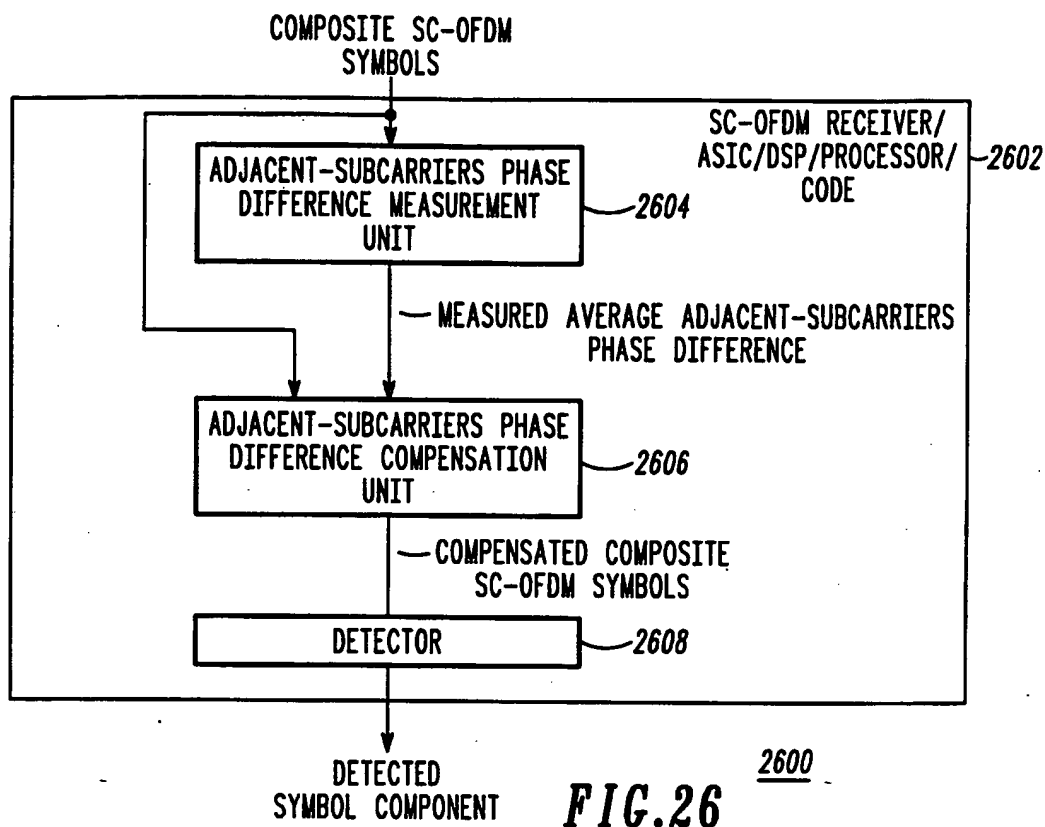 COMPOSITE SC-OFDM
SYMBOLS
SC-OFDM RECEIVER/
ASIC/DSP/PROCESSOR/
CODE
2602
ADJACENT-SUBCARRIERS PHASE
DIFFERENCE MEASUREMENT
UNIT
2604
MEASURED AVERAGE ADJACENT-SUBCARRIERS
PHASE DIFFERENCE
ADJACENT-SUBCARRIERS PHASE
DIFFERENCE COMPENSATION
UNIT
2606
COMPENSATED COMPOSITE
SC-OFDM SYMBOLS
DETECTOR
2608
DETECTED
SYMBOL COMPONENT
2600
FIG.26